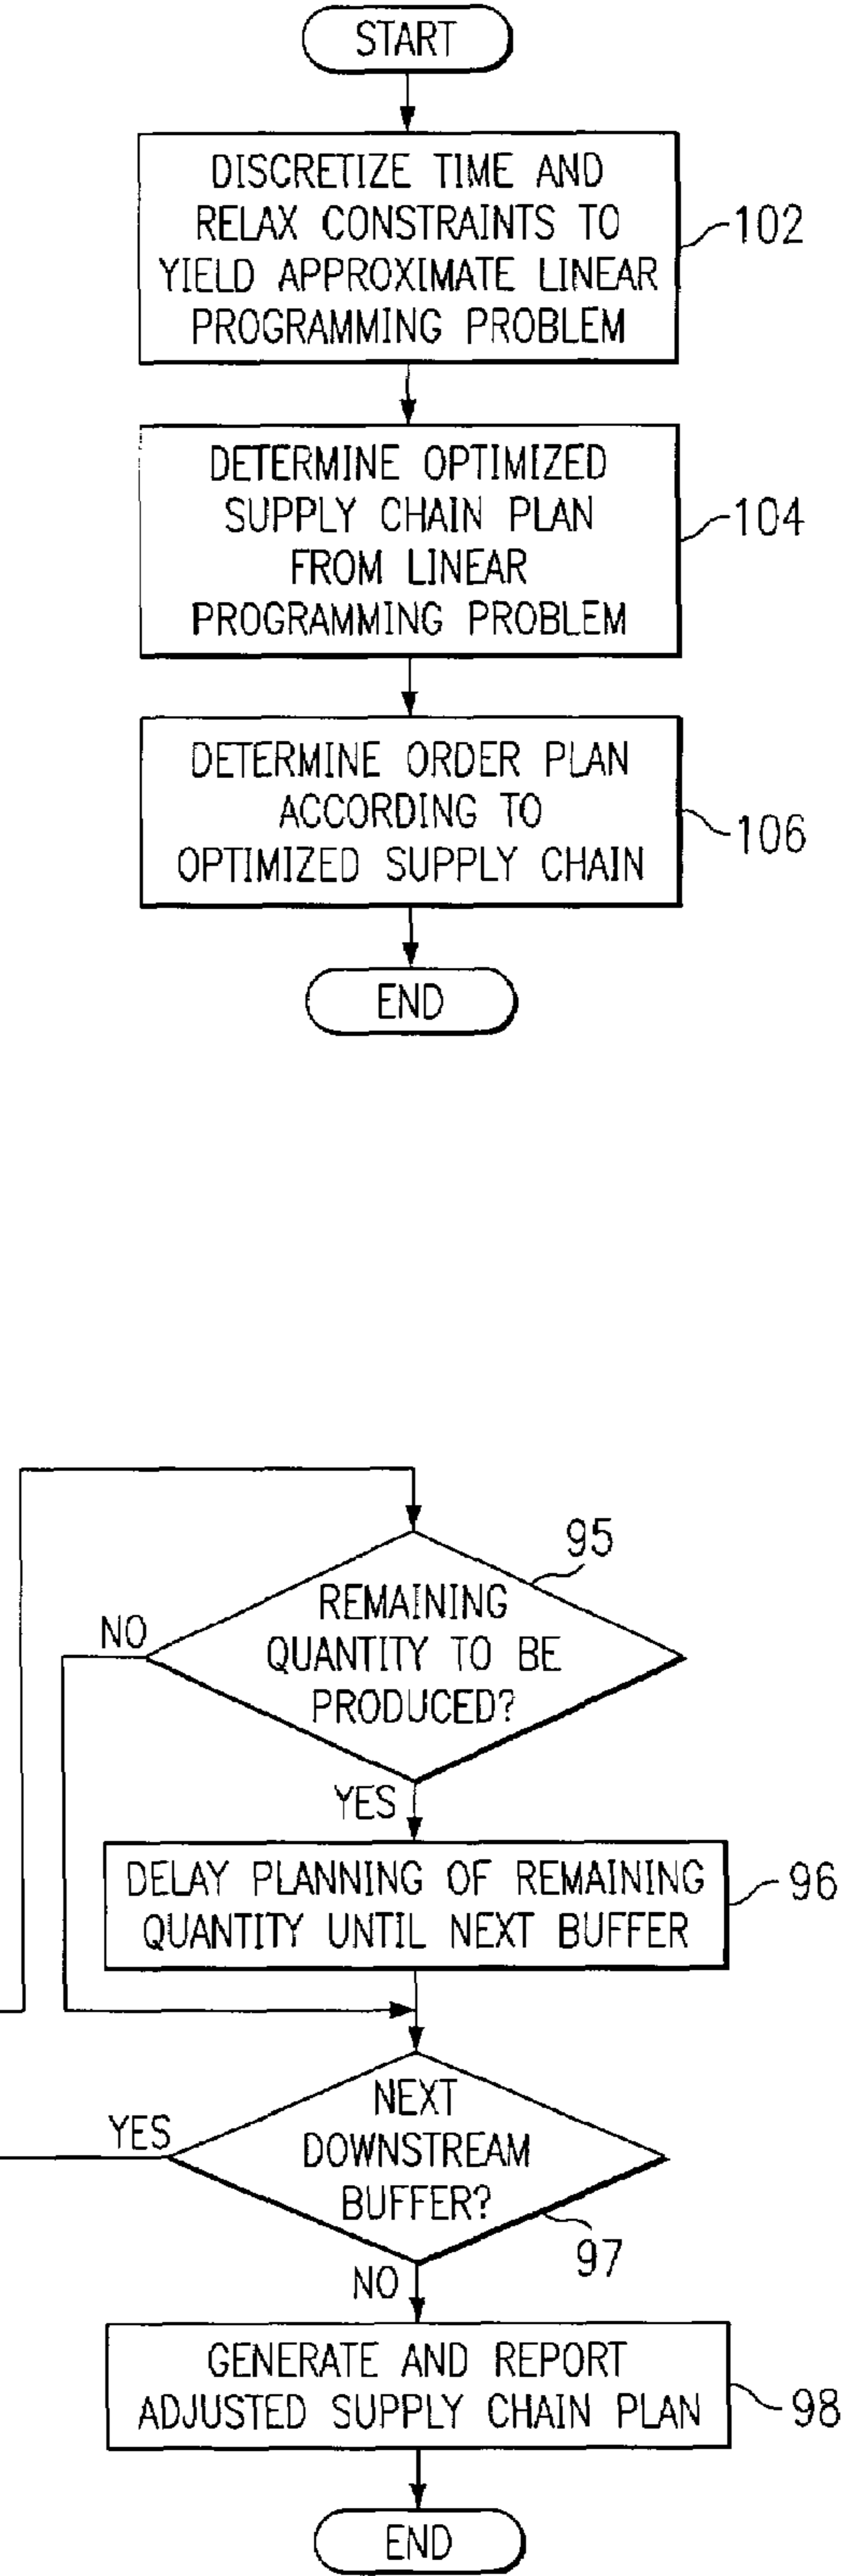 START
DISCRETIZE TIME AND
RELAX CONSTRAINTS TO
YIELD APPROXIMATE LINEAR
PROGRAMMING PROBLEM
102
DETERMINE OPTIMIZED
SUPPLY CHAIN PLAN
FROM LINEAR
PROGRAMMING PROBLEM
104
DETERMINE ORDER PLAN
ACCORDING TO
OPTIMIZED SUPPLY CHAIN
106
END
95
REMAINING
QUANTITY TO BE
PRODUCED?
NO
YES
DELAY PLANNING OF REMAINING
QUANTITY UNTIL NEXT BUFFER
96
NEXT
DOWNSTREAM
BUFFER?
YES
97
NO
GENERATE AND REPORT
ADJUSTED SUPPLY CHAIN PLAN
98
END